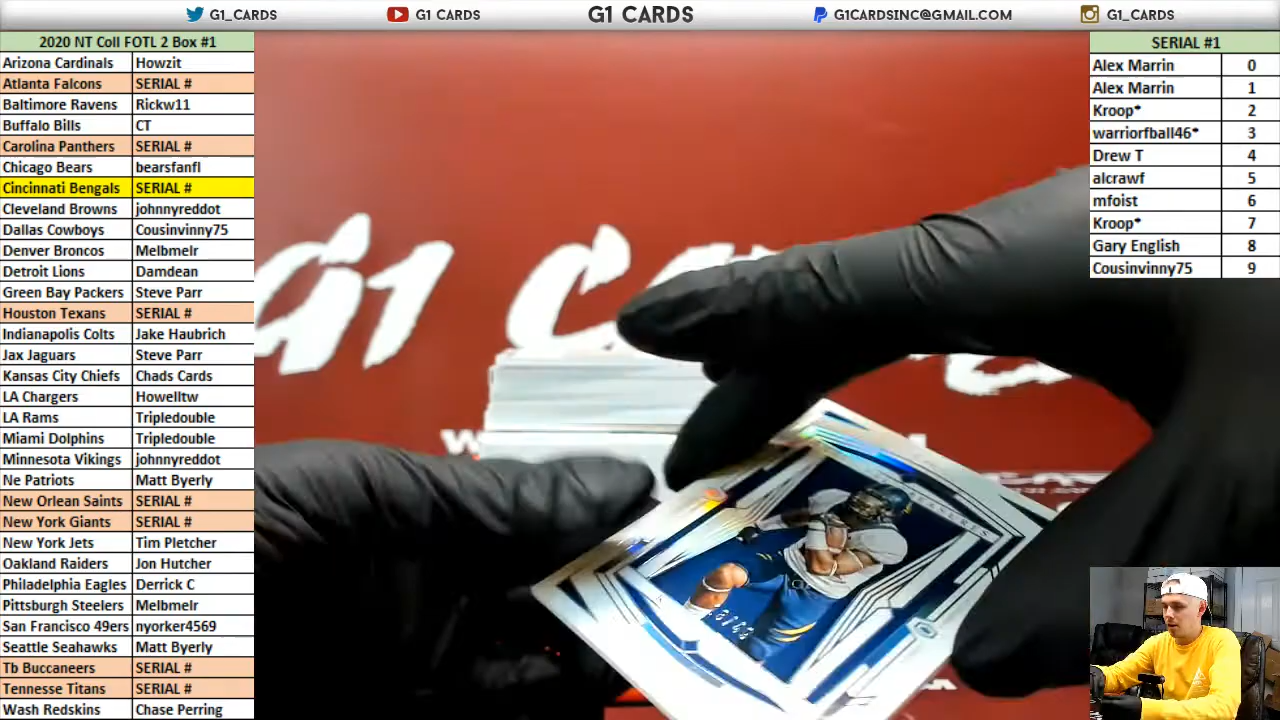 G1_CARDS
G1 CARDS
G1 CARDS
G1CARDSINC@GMAIL.COM
G1_CARDS
2020 NT Coll FOTL 2 Box #1
Arizona Cardinals Howzit
Atlanta Falcons SERIAL #
Baltimore Ravens Rickw11
Buffalo Bills CT
Carolina Panthers SERIAL #
Chicago Bears bearsfanfl
Cincinnati Bengals SERIAL #
Cleveland Browns johnnyreddot
Dallas Cowboys Cousinvinny75
Denver Broncos Melbmelr
Detroit Lions Damdean
Green Bay Packers Steve Parr
Houston Texans SERIAL #
Indianapolis Colts Jake Haubrich
Jax Jaguars Steve Parr
Kansas City Chiefs Chads Cards
LA Chargers Howelltw
LA Rams Tripledouble
Miami Dolphins Tripledouble
Minnesota Vikings johnnyreddot
Ne Patriots Matt Byerly
New Orlean Saints SERIAL #
New York Giants SERIAL #
New York Jets Tim Pletcher
Oakland Raiders Jon Hutcher
Philadelphia Eagles Derrick C
Pittsburgh Steelers Melbmelr
San Francisco 49ers nyorker4569
Seattle Seahawks Matt Byerly
Tb Buccaneers SERIAL #
Tennesse Titans SERIAL #
Wash Redskins Chase Perring
SERIAL #1
Alex Marrin 0
Alex Marrin 1
Kroop* 2
warriorfball46* 3
Drew T 4
alcrawf 5
mfoist 6
Kroop* 7
Gary English 8
Cousinvinny75 9
G1 C